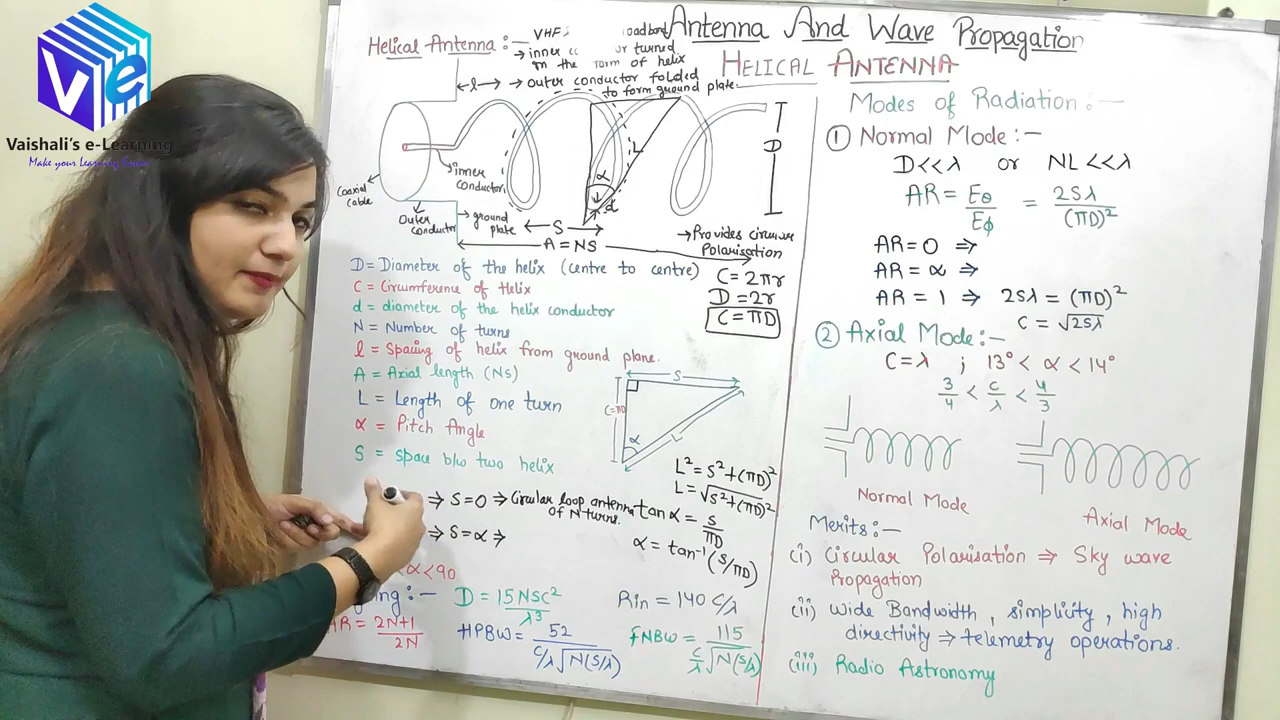 Ve
Vaishali's e-Learning
Antenna And Wave Propagation
HELICAL ANTENNA
Helical Antenna :-
VHF
→ inner turned
in the form of helix
→ outer conductor folded
to form ground plate.
←l→
L
D
α
d
inner
conductor
Coaxial
cable
Outer
conductor
→ ground
plate
← S →
A = NS
→ Provides circular
Polarisation
D = Diameter of the helix (centre to centre)
C = Circumference of Helix
d = diameter of the helix conductor
N = Number of turns
l = Spacing of helix from ground plane.
A = Axial length (NS)
L = Length of one turn
α = Pitch Angle
S = space b/w two helix
C = 2πr
D = 2r
C = πD
S
C=πD
α
L
L² = S² + (πD)²
L = √S² + (πD)²
tan α = S/πD
α = tan⁻¹ (S/πD)
⇒ S=0 ⇒ Circular loop antenna
of N turns.
⇒ S=α ⇒
<α<90
:-
AR = 2N+1/2N
D = 15NSC²/λ³
HPBW = 52/C/λ√N(S/λ)
Rin = 140 C/λ
FNBW = 115/C/λ√N(S/λ)
Modes of Radiation :-
① Normal Mode :-
D<<λ or NL<<λ
AR = Eθ/Eϕ = 2Sλ/(πD)²
AR = 0 ⇒
AR = α ⇒
AR = 1 ⇒ 2Sλ = (πD)²
C = √2Sλ
② Axial Mode :-
C = λ ; 13° < α < 14°
3/4 < C/λ < 4/3
Normal Mode
Axial Mode
Merits :-
(i) Circular Polarisation ⇒ Sky wave
Propagation
(ii) Wide Bandwidth, simplicity, high
directivity ⇒ telemetry operations.
(iii) Radio Astronomy